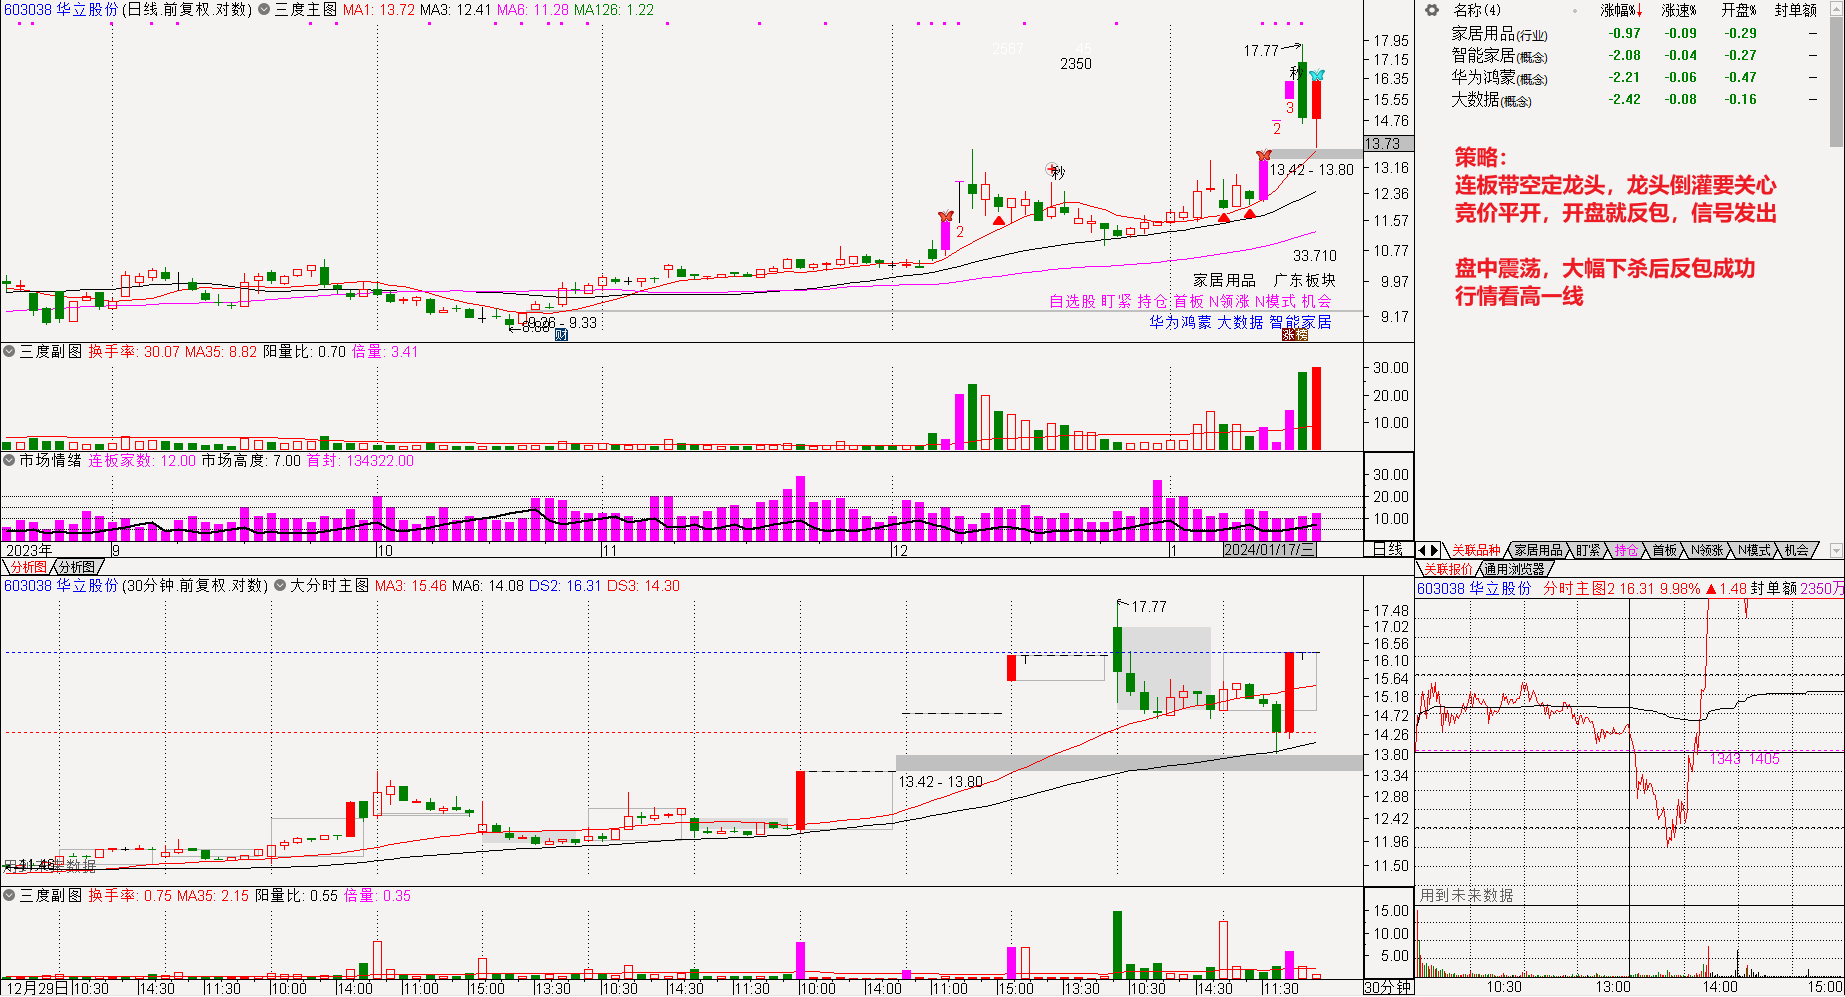 603038 华立股份(日线.前复权.对数) 三度主图 MA1: 13.72 MA3: 12.41 MA6: 11.28 MA126: 1.22
2587 45
2350
17.77
秒
秒
3
2
2
13.42 - 13.80
33.710
家居用品 广东板块
自选股 盯紧 持仓 首板 N领涨 N模式 机会
华为鸿蒙 大数据 智能家居
9.26 - 9.33
8.88
财
涨 榜
17.95
17.15
16.35
15.55
14.76
13.73
13.16
12.36
11.57
10.77
9.97
9.17
三度副图 换手率: 30.07 MA35: 8.82 阳量比: 0.70 倍量: 3.41
30.00
20.00
10.00
市场情绪 连板家数: 12.00 市场高度: 7.00 首封: 134322.00
30.00
20.00
10.00
2023年 9 10 11 12 1 2024/01/17/三 日线
分析图 分析图
603038 华立股份(30分钟.前复权.对数) 大分时主图 MA3: 15.46 MA6: 14.08 DS2: 16.31 DS3: 14.30
17.77
13.42 - 13.80
11.46
用到未来数据
17.48
17.02
16.56
16.10
15.64
15.18
14.72
14.26
13.80
13.34
12.88
12.42
11.96
11.50
三度副图 换手率: 0.75 MA35: 2.15 阳量比: 0.55 倍量: 0.35
15.00
10.00
5.00
12月29日 10:30 14:30 11:30 10:00 14:00 11:00 15:00 13:30 10:30 14:30 11:30 10:00 14:00 11:00 15:00 13:30 10:30 14:30 11:30 30分钟
名称(4) 涨幅%↓ 涨速% 开盘% 封单额
家居用品(行业) -0.97 -0.09 -0.29 —
智能家居(概念) -2.08 -0.04 -0.27 —
华为鸿蒙(概念) -2.21 -0.06 -0.47 —
大数据(概念) -2.42 -0.08 -0.16 —
策略：
连板带空定龙头，龙头倒灌要关心
竞价平开，开盘就反包，信号发出
盘中震荡，大幅下杀后反包成功
行情看高一线
关联品种 家居用品 盯紧 持仓 首板 N领涨 N模式 机会
关联报价 通用浏览器
603038 华立股份 分时主图2 16.31 9.98% ▲1.48 封单额 2350万
1343 1405
用到未来数据
10:30 13:00 14:00 15:00